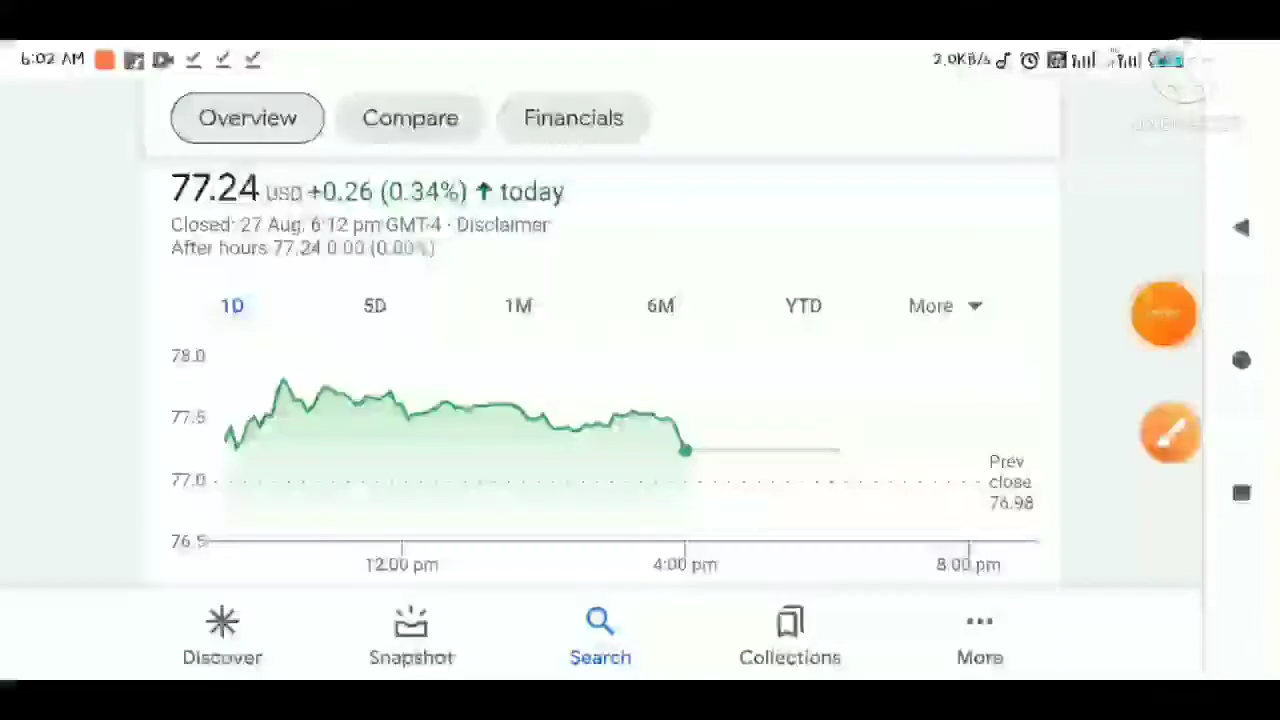 6:02 AM
2.0KB/s
Overview
Compare
Financials
77.24 USD +0.26 (0.34%) ↑ today
Closed: 27 Aug, 6:12 pm GMT-4 · Disclaimer
After hours 77.24 0.00 (0.00%)
1D 5D 1M 6M YTD More
78.0
77.5
77.0
76.5
Prev
close
76.98
12:00 pm 4:00 pm 8:00 pm
Discover Snapshot Search Collections More